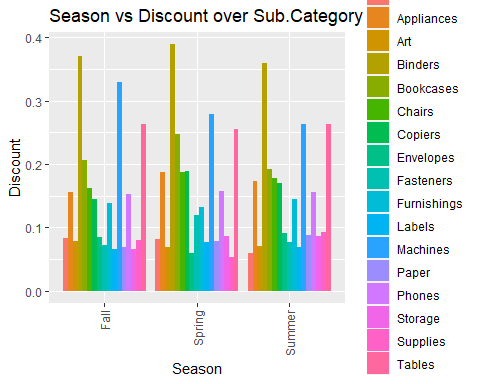 Season vs Discount over Sub.Category
Discount
0.4
0.3
0.2
0.1
0.0
Fall
Spring
Summer
Season
Appliances
Art
Binders
Bookcases
Chairs
Copiers
Envelopes
Fasteners
Furnishings
Labels
Machines
Paper
Phones
Storage
Supplies
Tables